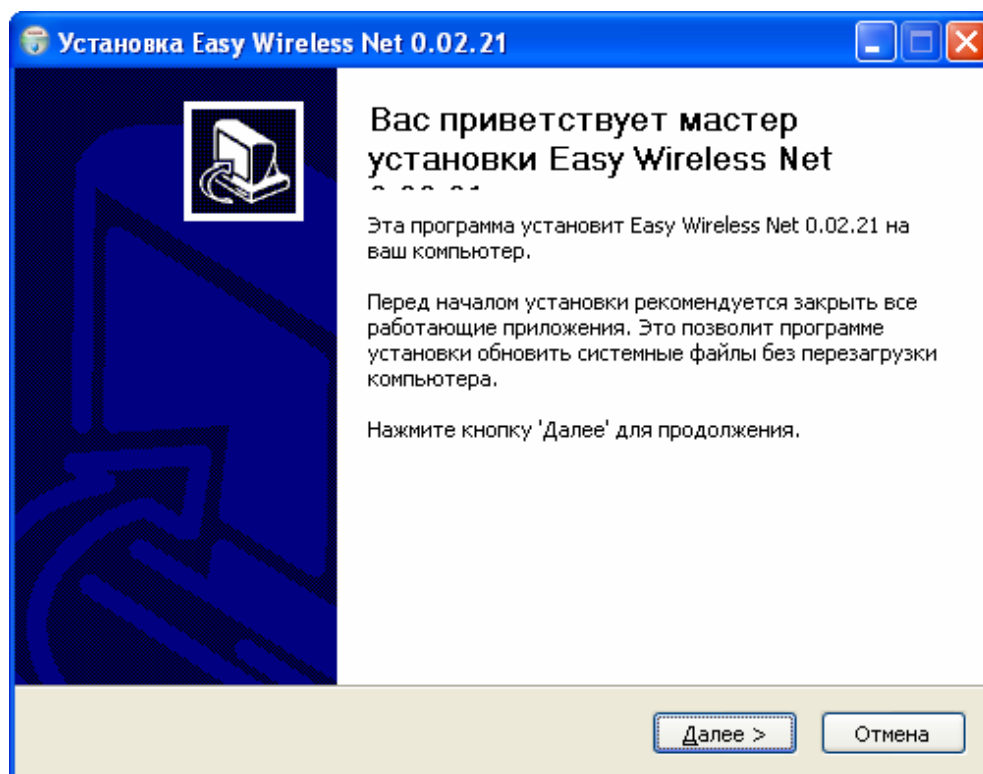 Установка Easy Wireless Net 0.02.21
Вас приветствует мастер
установки Easy Wireless Net
Эта программа установит Easy Wireless Net 0.02.21 на
ваш компьютер.
Перед началом установки рекомендуется закрыть все
работающие приложения. Это позволит программе
установки обновить системные файлы без перезагрузки
компьютера.
Нажмите кнопку 'Далее' для продолжения.
Далее >
Отмена